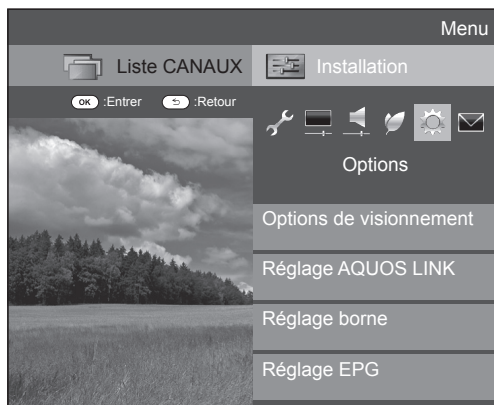 Menu
Liste CANAUX
Installation
OK :Entrer :Retour
Options
Options de visionnement
Réglage AQUOS LINK
Réglage borne
Réglage EPG